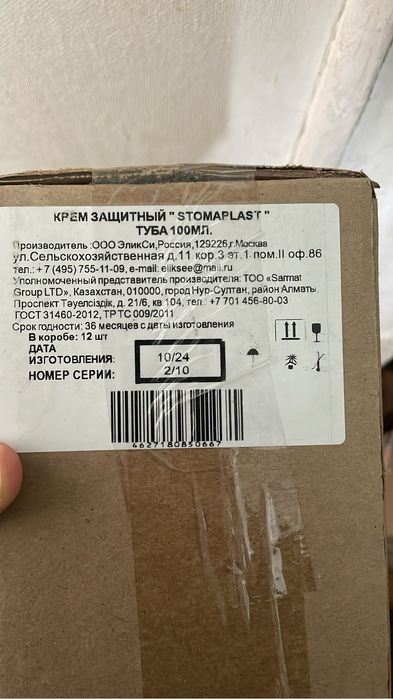 КРЕМ ЗАЩИТНЫЙ " STOMAPLAST "
ТУБА 100МЛ.
Производитель :ООО ЭликСи,Россия,129226,г.Москва
ул.Сельскохозяйственная д.11 кор.3 эт.1 пом.II оф.86
тел.: +7 (495) 755-11-09, e-mail: eliksee@mail.ru
Уполномоченный представитель производителя: ТОО «Sarmat
Group LTD», Казахстан, 010000, город Нур-Султан, район Алматы
Проспект Тәуелсіздік, д. 21/6, кв.104, тел.: +7 701 456-80-03
ГОСТ 31460-2012, ТР ТС 009/2011
Срок годности: 36 месяцев с даты изготовления
В коробе: 12 шт
ДАТА
ИЗГОТОВЛЕНИЯ: 10/24
НОМЕР СЕРИИ: 2/10
4627180850667